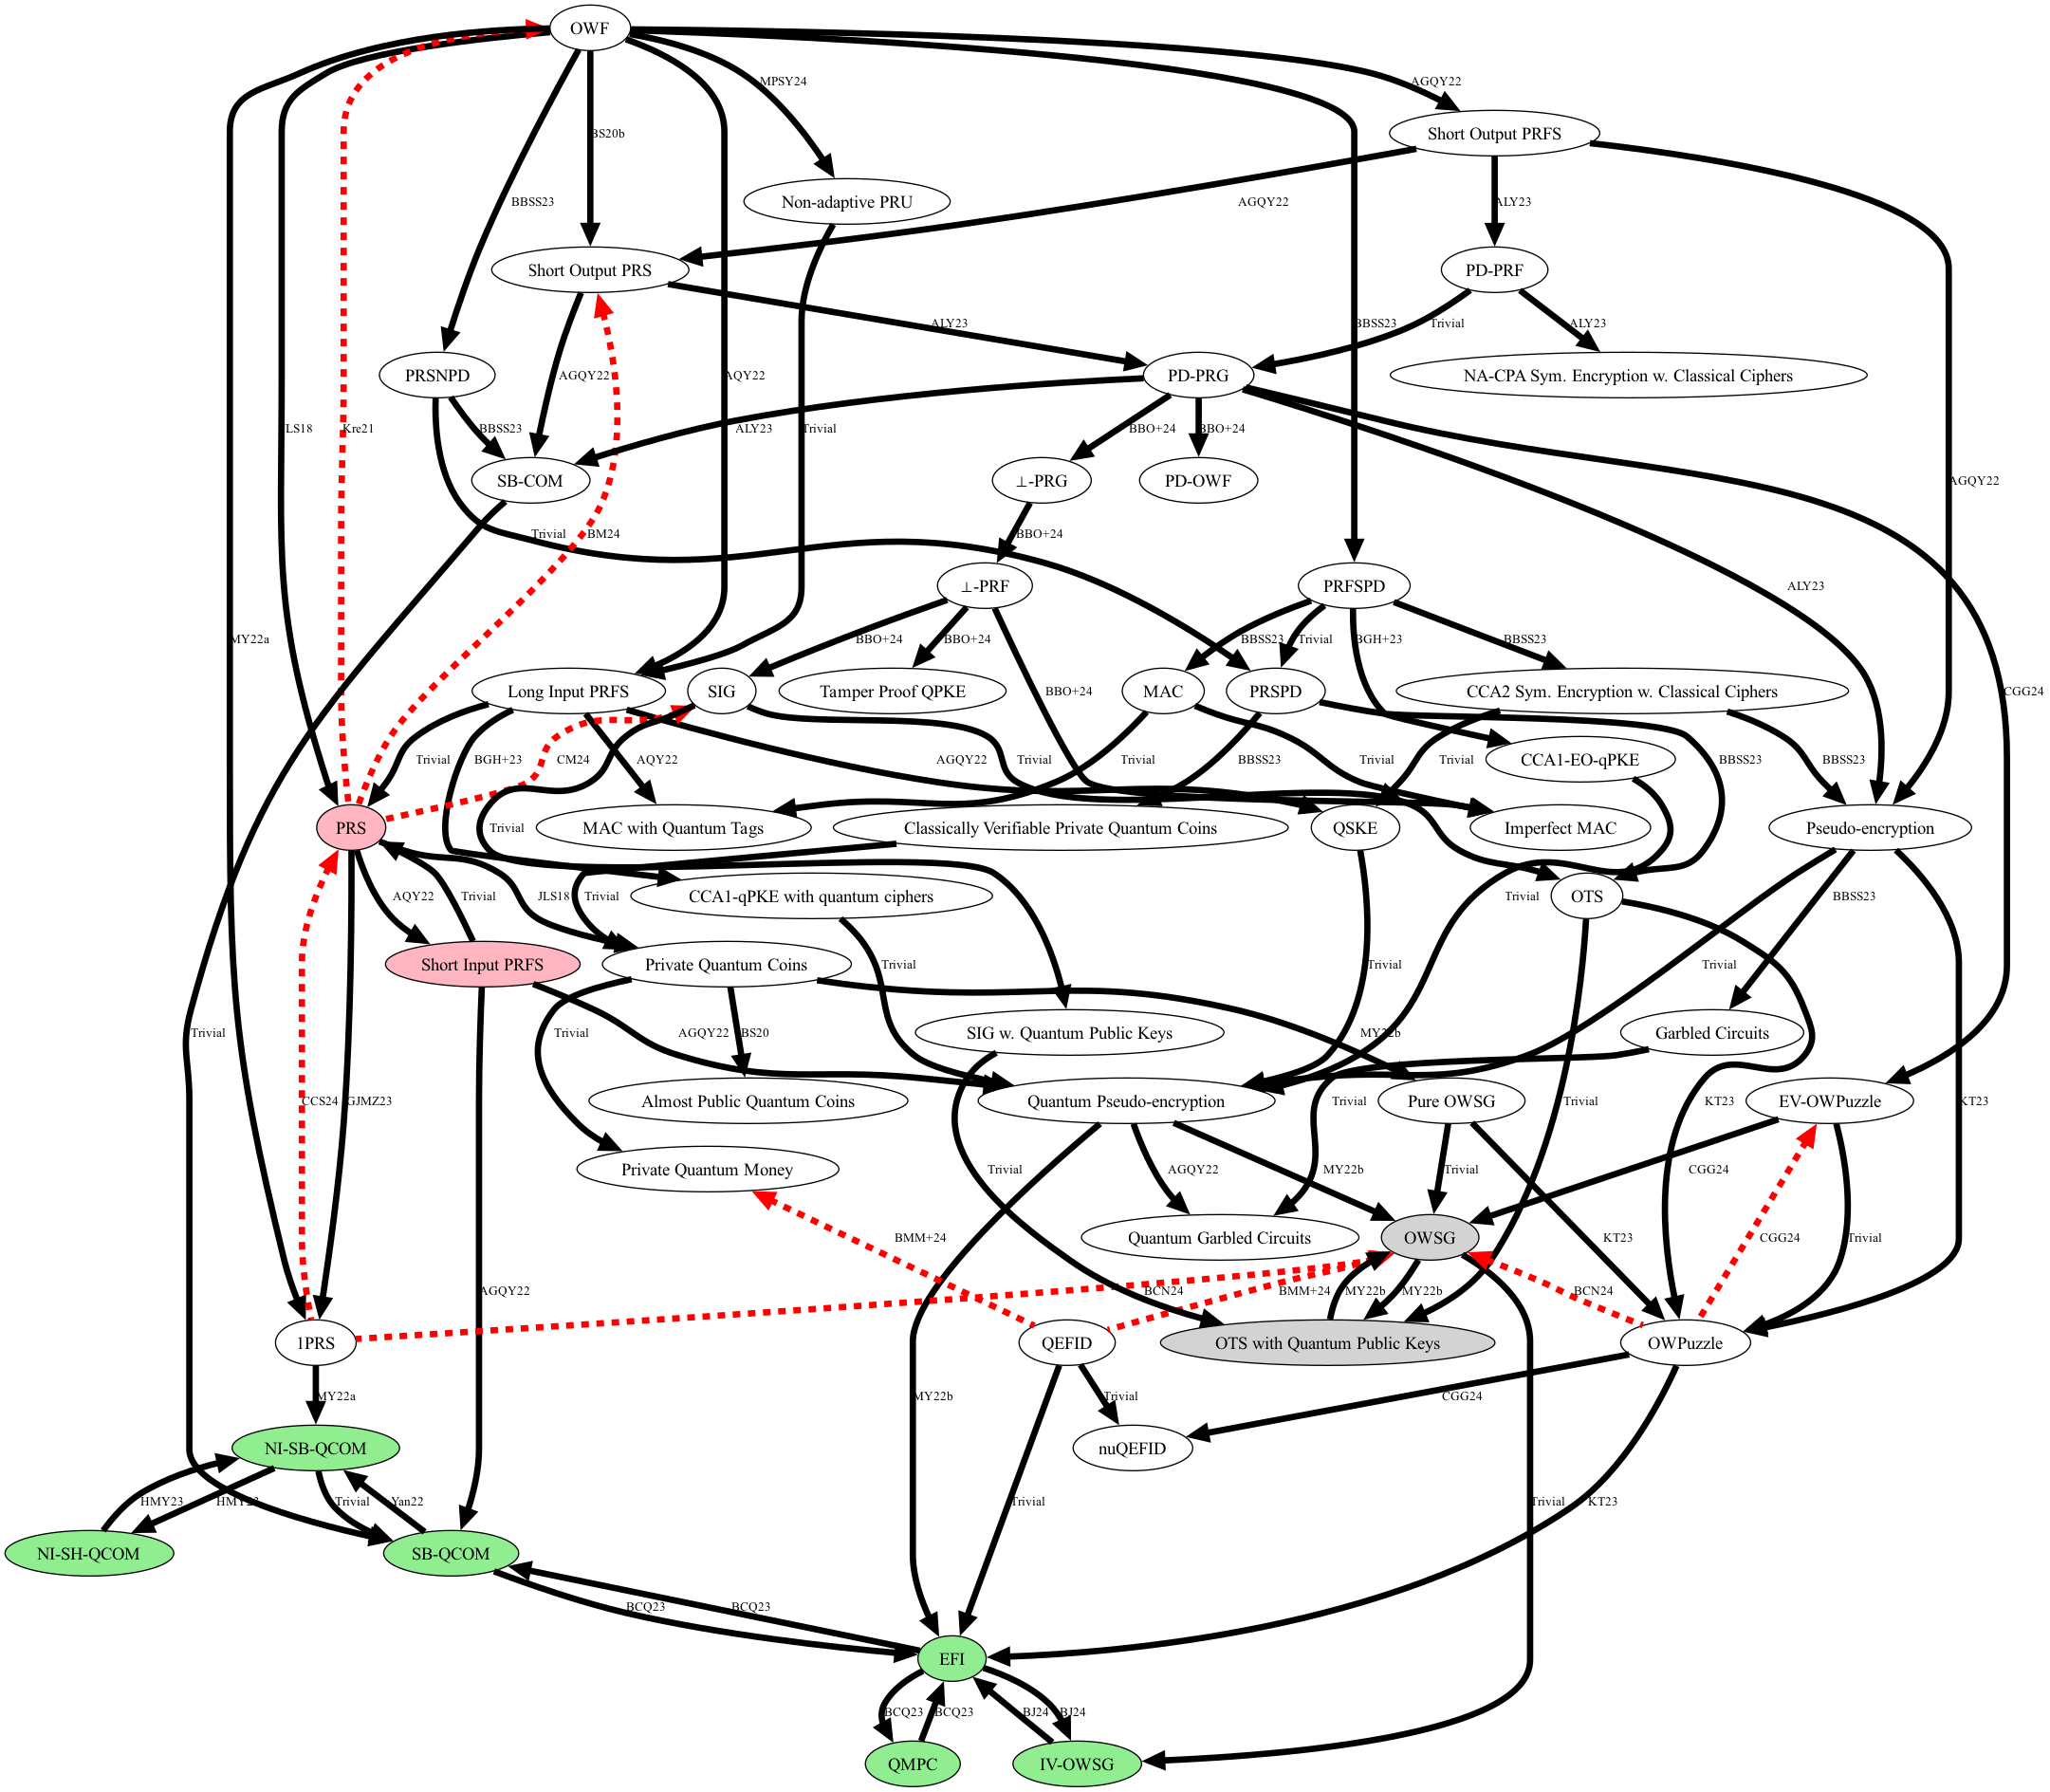 OWF
MPSY24
AGQY22
BS20b
Short Output PRFS
BBSS23
Non-adaptive PRU
AGQY22
ALY23
Short Output PRS
PD-PRF
ALY23
BBSS23
Trivial
ALY23
PRSNPD
AGQY22
AQY22
PD-PRG
NA-CPA Sym. Encryption w. Classical Ciphers
JLS18
Kre21
BBSS23
ALY23
Trivial
BBO+24
BBO+24
SB-COM
⊥-PRG
PD-OWF
AGQY22
Trivial
BM24
BBO+24
⊥-PRF
PRFSPD
ALY23
MY22a
BBO+24
BBO+24
BBSS23
Trivial
BGH+23
BBSS23
Long Input PRFS
SIG
Tamper Proof QPKE
BBO+24
MAC
PRSPD
CCA2 Sym. Encryption w. Classical Ciphers
CGG24
Trivial
BGH+23
CM24
AQY22
AGQY22
Trivial
Trivial
BBSS23
Trivial
Trivial
CCA1-EO-qPKE
BBSS23
BBSS23
PRS
Trivial
MAC with Quantum Tags
Classically Verifiable Private Quantum Coins
QSKE
Imperfect MAC
Pseudo-encryption
AQY22
Trivial
JLS18
Trivial
CCA1-qPKE with quantum ciphers
Trivial
OTS
BBSS23
Short Input PRFS
Private Quantum Coins
Trivial
Trivial
Trivial
Trivial
Trivial
AGQY22
BS20
SIG w. Quantum Public Keys
MY22b
Garbled Circuits
CCS24
GJMZ23
Almost Public Quantum Coins
Quantum Pseudo-encryption
Trivial
Pure OWSG
Trivial
KT23
EV-OWPuzzle
KT23
Private Quantum Money
Trivial
AGQY22
MY22b
Trivial
CGG24
BMM+24
Quantum Garbled Circuits
OWSG
KT23
CGG24
Trivial
AGQY22
BCN24
BMM+24
MY22b
MY22b
BCN24
1PRS
QEFID
OTS with Quantum Public Keys
OWPuzzle
MY22a
MY22b
Trivial
CGG24
NI-SB-QCOM
nuQEFID
HMY23
HMY23
Trivial
Yan22
Trivial
Trivial
KT23
NI-SH-QCOM
SB-QCOM
BCQ23
BCQ23
EFI
BCQ23
BCQ23
BJ24
BJ24
QMPC
IV-OWSG